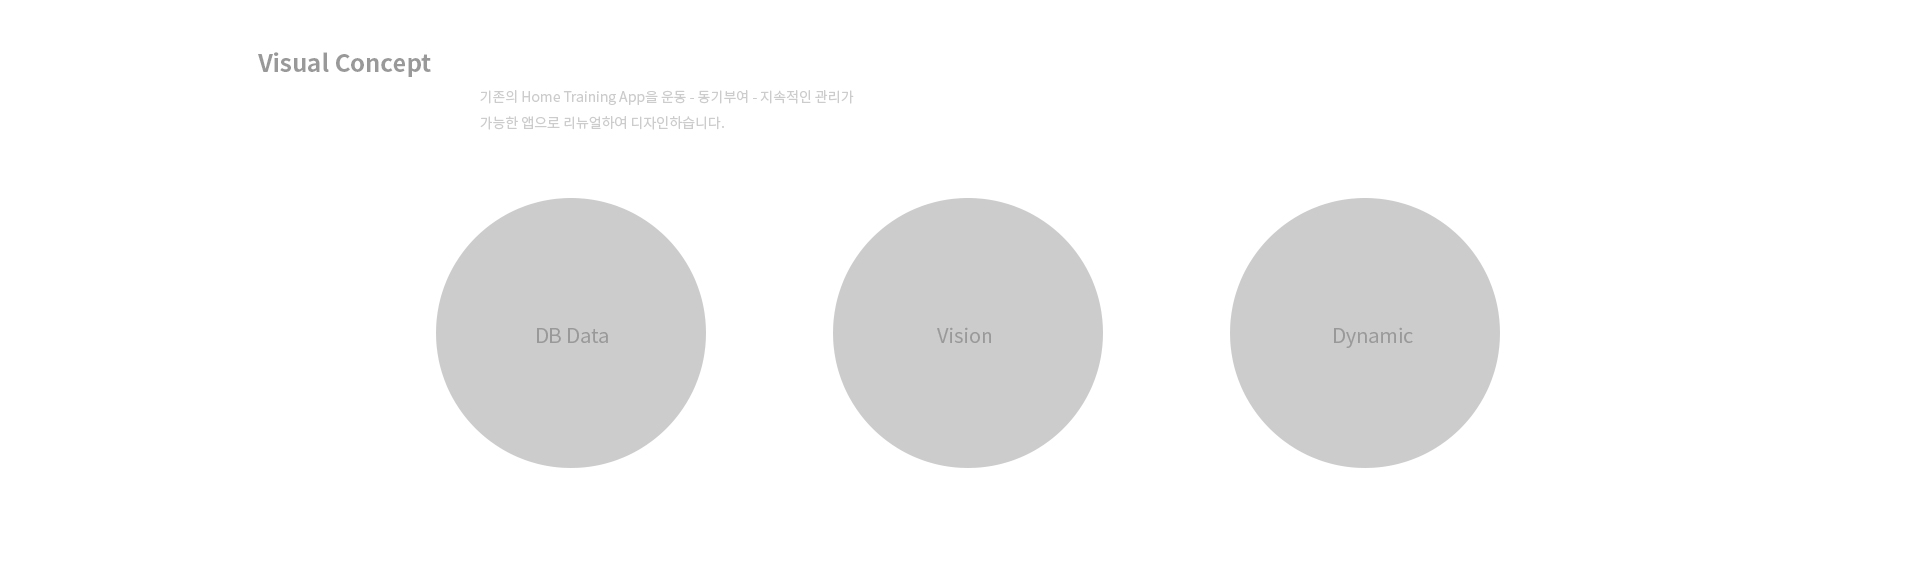 Visual Concept
기존의 Home Training App을 운동 - 동기부여 - 지속적인 관리가
가능한 앱으로 리뉴얼하여 디자인하습니다.
DB Data
Vision
Dynamic